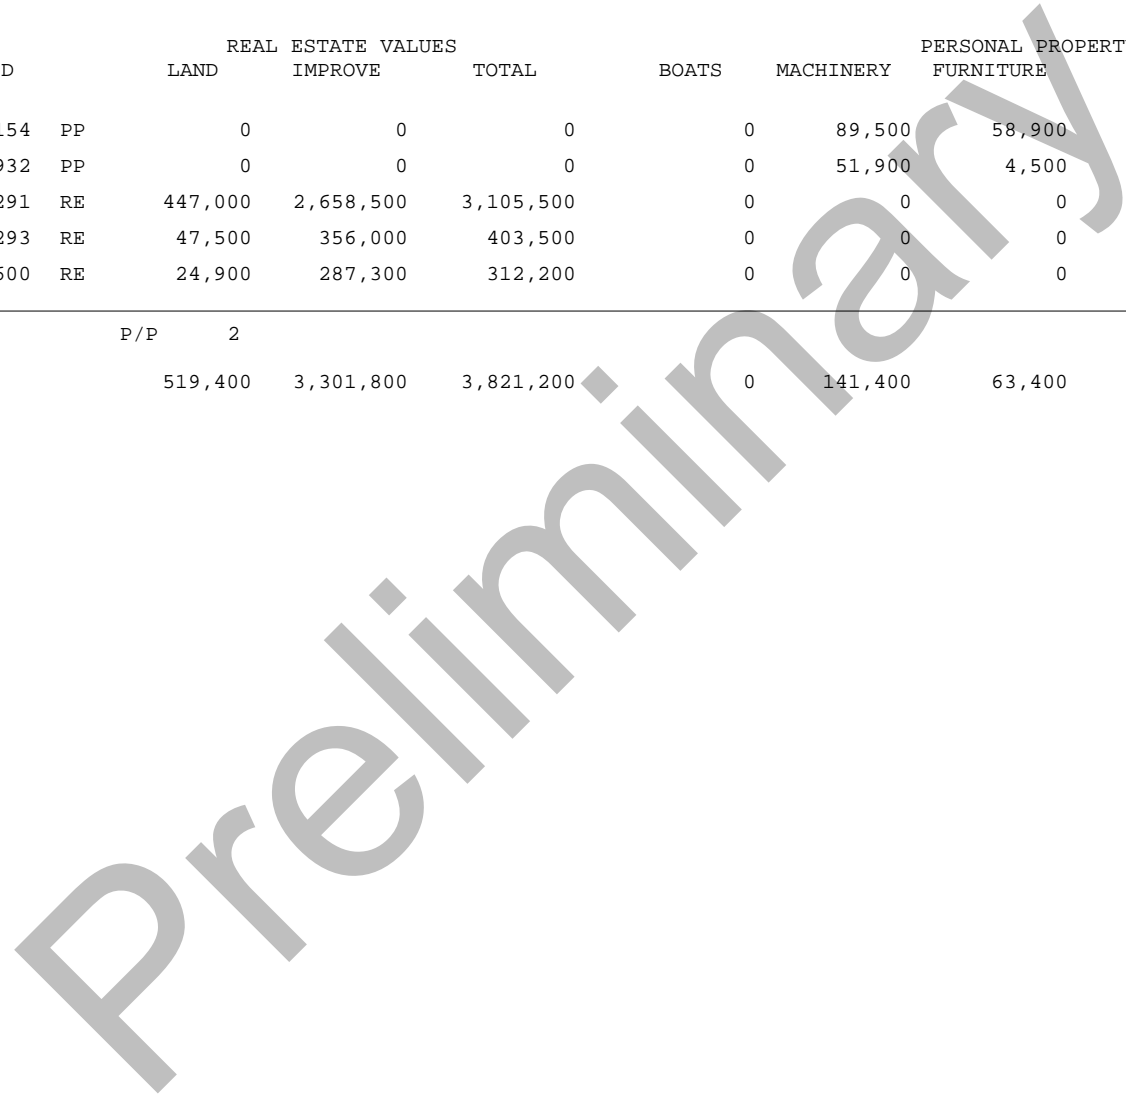 REAL ESTATE VALUES PERSONAL PROPERT
D LAND IMPROVE TOTAL BOATS MACHINERY FURNITURE
154 PP 0 0 0 0 89,500 58,900
932 PP 0 0 0 0 51,900 4,500
291 RE 447,000 2,658,500 3,105,500 0 0 0
293 RE 47,500 356,000 403,500 0 0 0
500 RE 24,900 287,300 312,200 0 0 0
P/P 2
519,400 3,301,800 3,821,200 0 141,400 63,400
Preliminary